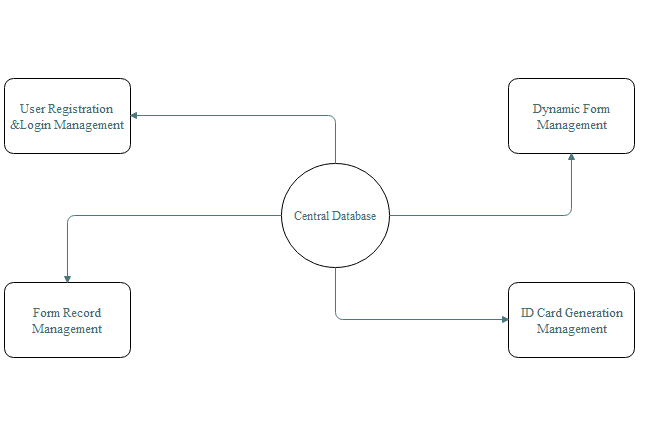 User Registration
&Login Management
Dynamic Form
Management
Central Database
Form Record
Management
ID Card Generation
Management